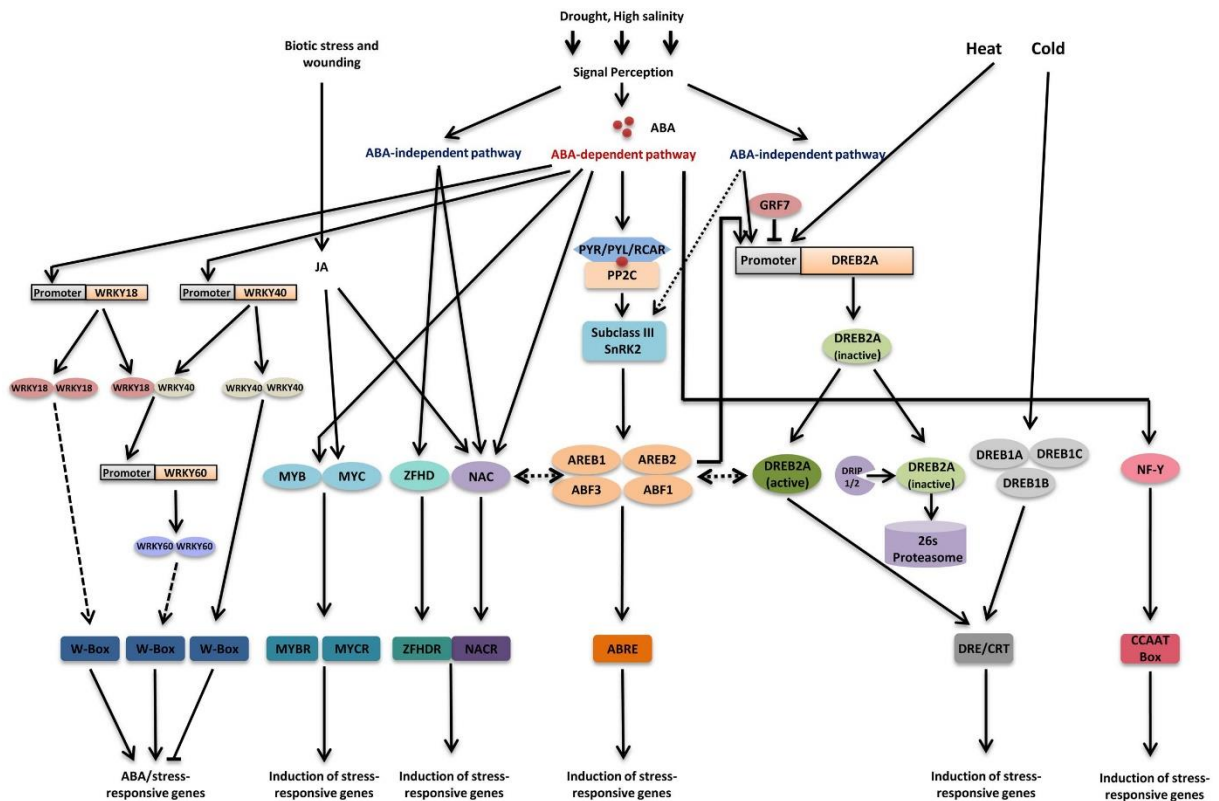 Drought, High salinity
Biotic stress and
wounding
Heat
Cold
Signal Perception
ABA
ABA-independent pathway
ABA-dependent pathway
ABA-independent pathway
GRF7
PYR/PYL/RCAR
PP2C
Promoter
DREB2A
JA
Promoter
WRKY18
Promoter
WRKY40
Subclass III
SnRK2
DREB2A
(inactive)
WRKY18
WRKY18
WRKY18
WRKY40
WRKY40
WRKY40
Promoter
WRKY60
MYB
MYC
ZFHD
NAC
AREB1
AREB2
ABF3
ABF1
DREB2A
(active)
DRIP
1/2
DREB2A
(inactive)
DREB1A
DREB1C
DREB1B
NF-Y
26s
Proteasome
WRKY60
WRKY60
W-Box
W-Box
W-Box
MYBR
MYCR
ZFHDR
NACR
ABRE
DRE/CRT
CCAAT
Box
ABA/stress-
responsive genes
Induction of stress-
responsive genes
Induction of stress-
responsive genes
Induction of stress-
responsive genes
Induction of stress-
responsive genes
Induction of stress-
responsive genes